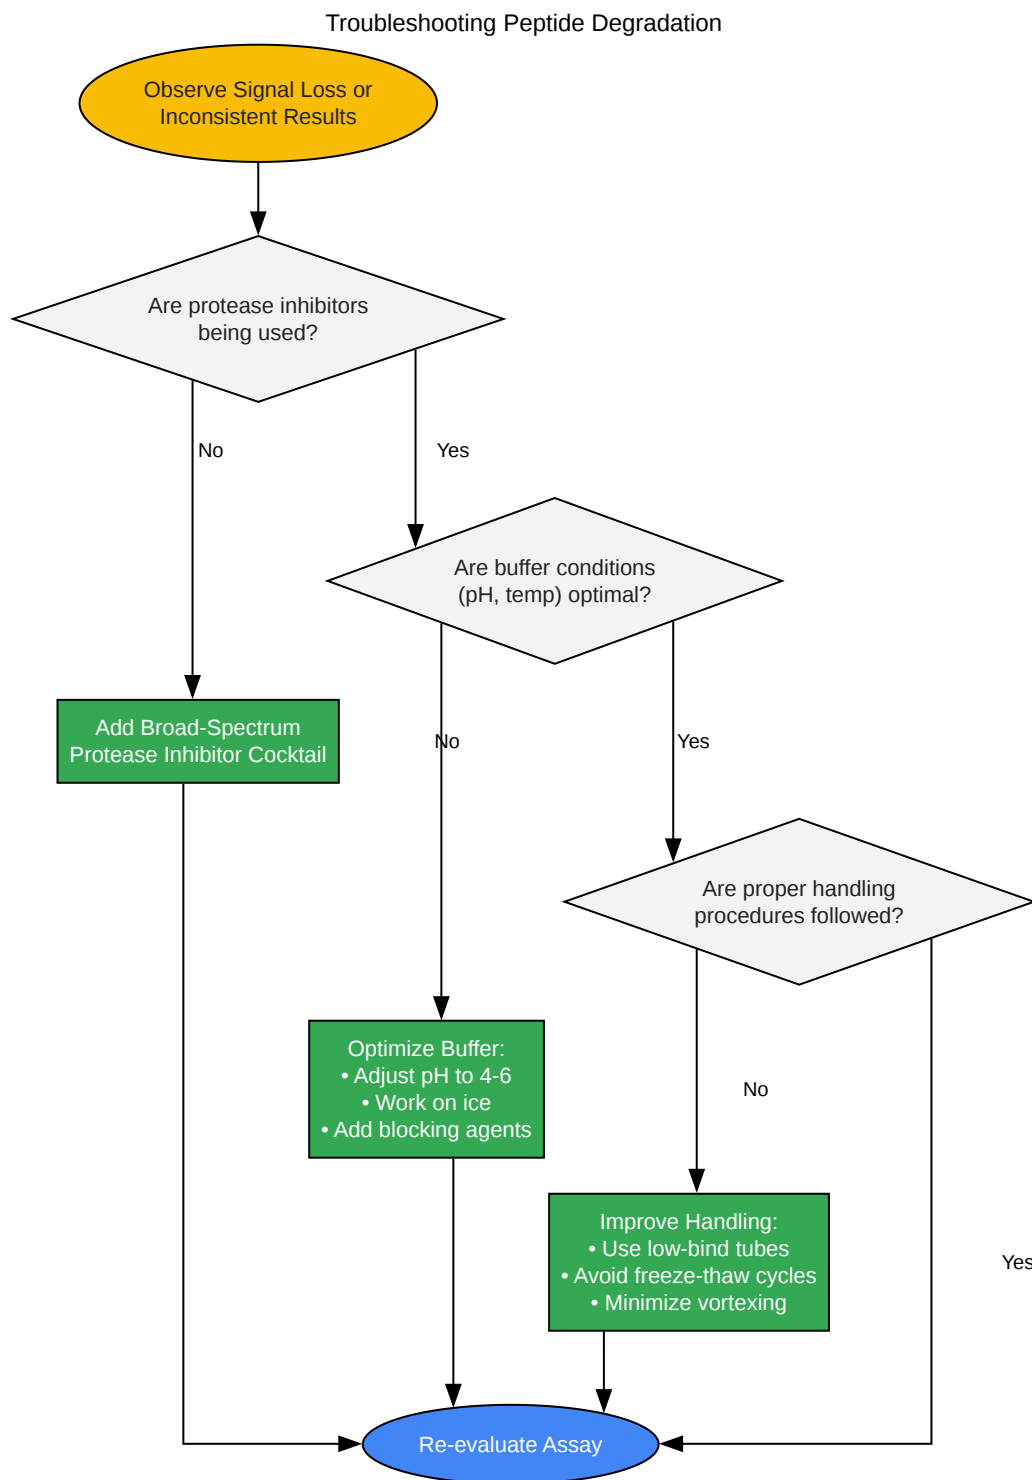 Troubleshooting Peptide Degradation
Observe Signal Loss or
Inconsistent Results
Are protease inhibitors
being used?
No
Yes
Are buffer conditions
(pH, temp) optimal?
Add Broad-Spectrum
Protease Inhibitor Cocktail
No
Yes
Are proper handling
procedures followed?
Optimize Buffer:
• Adjust pH to 4-6
• Work on ice
• Add blocking agents
No
Improve Handling:
• Use low-bind tubes
• Avoid freeze-thaw cycles
• Minimize vortexing
Yes
Re-evaluate Assay